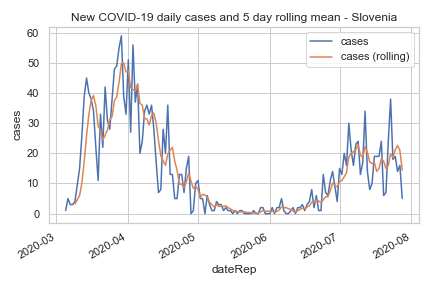 New COVID-19 daily cases and 5 day rolling mean - Slovenia
cases
cases (rolling)
60
50
40
30
20
10
0
cases
2020-03
2020-04
2020-05
2020-06
2020-07
2020-08
dateRep